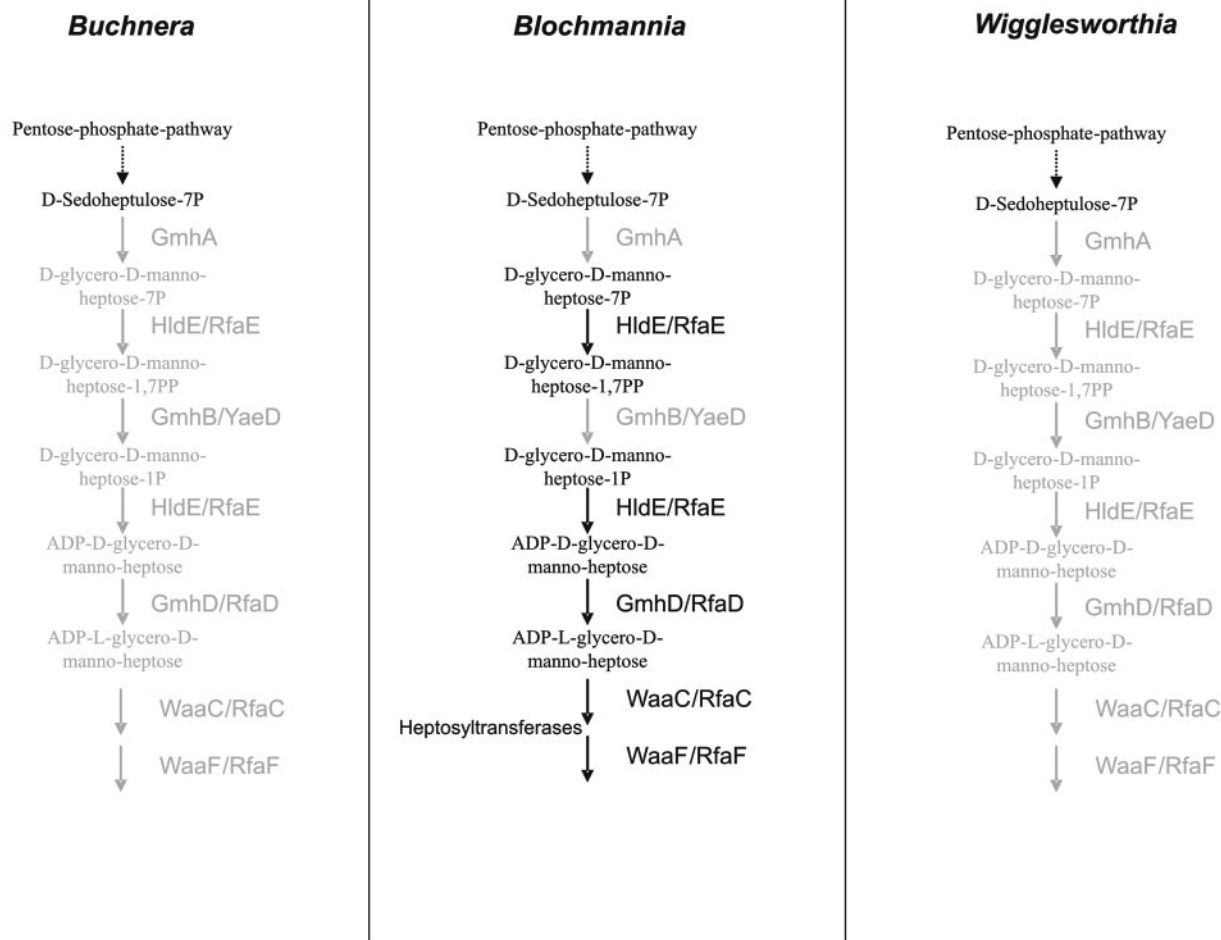 Buchnera
Pentose-phosphate-pathway
D-Sedoheptulose-7P
GmhA
D-glycero-D-manno-
heptose-7P
HldE/RfaE
D-glycero-D-manno-
heptose-1,7PP
GmhB/YaeD
D-glycero-D-manno-
heptose-1P
HldE/RfaE
ADP-D-glycero-D-
manno-heptose
GmhD/RfaD
ADP-L-glycero-D-
manno-heptose
WaaC/RfaC
WaaF/RfaF
Blochmannia
Pentose-phosphate-pathway
D-Sedoheptulose-7P
GmhA
D-glycero-D-manno-
heptose-7P
HldE/RfaE
D-glycero-D-manno-
heptose-1,7PP
GmhB/YaeD
D-glycero-D-manno-
heptose-1P
HldE/RfaE
ADP-D-glycero-D-
manno-heptose
GmhD/RfaD
ADP-L-glycero-D-
manno-heptose
WaaC/RfaC
Heptosyltransferases
WaaF/RfaF
Wigglesworthia
Pentose-phosphate-pathway
D-Sedoheptulose-7P
GmhA
D-glycero-D-manno-
heptose-7P
HldE/RfaE
D-glycero-D-manno-
heptose-1,7PP
GmhB/YaeD
D-glycero-D-manno-
heptose-1P
HldE/RfaE
ADP-D-glycero-D-
manno-heptose
GmhD/RfaD
ADP-L-glycero-D-
manno-heptose
WaaC/RfaC
WaaF/RfaF